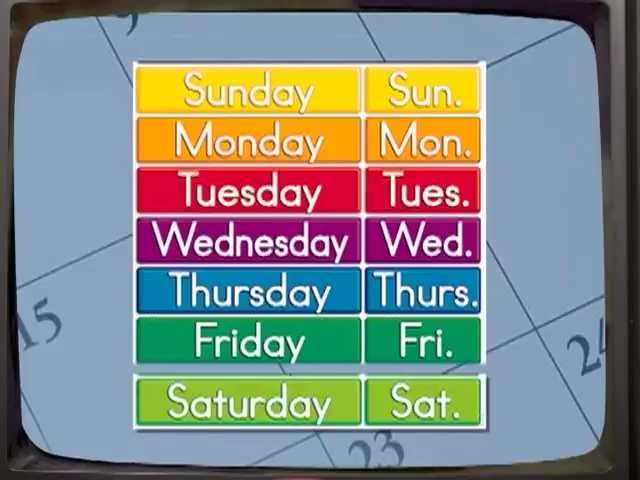 Sunday Sun.
Monday Mon.
Tuesday Tues.
Wednesday Wed.
Thursday Thurs.
Friday Fri.
Saturday Sat.
15
24
23